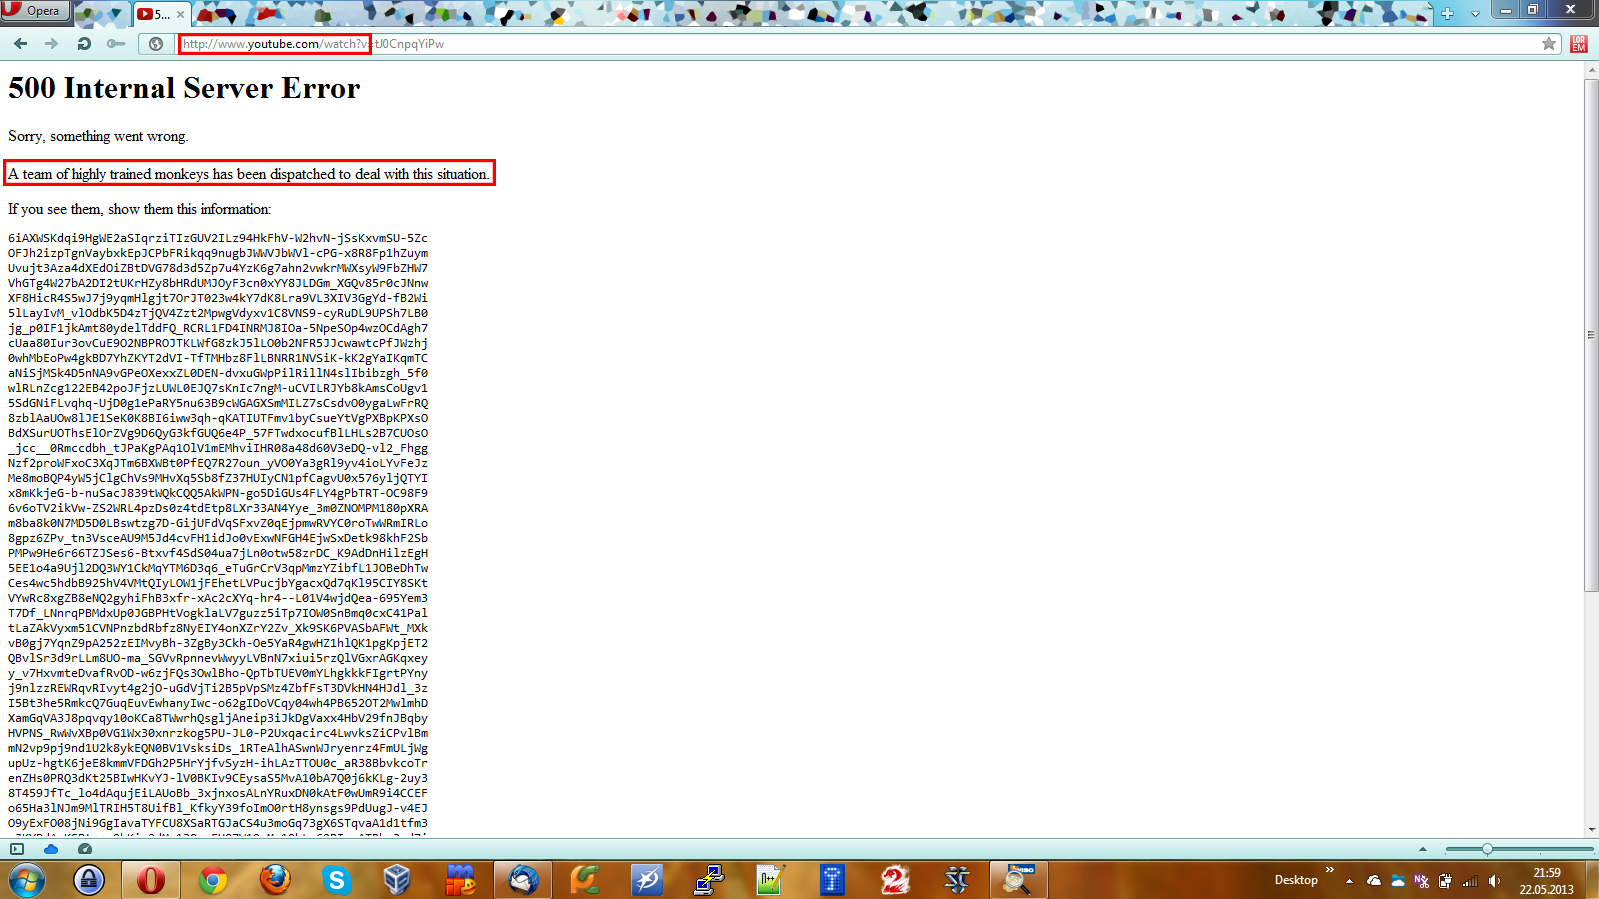 Opera
5...
http://www.youtube.com/watch?v=tJ0CnpqYiPw
LOR
EM
500 Internal Server Error
Sorry, something went wrong.
A team of highly trained monkeys has been dispatched to deal with this situation.
If you see them, show them this information:
6iAXWSKdqi9HgWE2aSIqrziTIzGUV2ILz94HkFhV-W2hvN-jSsKxvmSU-5Zc
OFJh2izpTgnVaybxkEpJCPbFRikqq9nugbJWWVJbWVl-cPG-x8R8Fp1hZuym
Uvujt3Aza4dXEdOiZBtDVG78d3d5Zp7u4YzK6g7ahn2vwkrMWXsyW9FbZHW7
VhGTg4W27bA2DI2tUKrHZy8bHRdUMJOyF3cn0xYY8JLDGm_XGQv85r0cJNnw
XF8HicR4S5wJ7j9yqmHlgjt7OrJT023w4kY7dK8Lra9VL3XIV3GgYd-fB2Wi
5lLayIvM_vlOdbK5D4zTjQV4Zzt2MpwgVdyxv1C8VNS9-cyRuDL9UPSh7LB0
jg_p0IF1jkAmt80ydelTddFQ_RCRL1FD4INRMJ8IOa-5NpeSOp4wzOCdAgh7
cUaa80Iur3ovCuE9O2NBPROJTKLWfG8zkJ5lLO0b2NFR5JJcwawtcPfJWzhj
0whMbEoPw4gkBD7YhZKYT2dVI-TfTMHbz8FlLBNRR1NVSiK-kK2gYaIKqmTC
aNiSjMSk4D5nNA9vGPeOXexxZL0DEN-dvxuGWpPilRillN4slIbibzgh_5f0
wlRLnZcg122EB42poJFjzLUWL0EJQ7sKnIc7ngM-uCVILRJYb8kAmsCoUgv1
5SdGNiFLvqhq-UjD0g1ePaRY5nu63B9cWGAGXSmMILZ7sCsdvO0ygaLwFrRQ
8zblAaUOw8lJE1SeK0K8BI6iww3qh-qKATIUTFmv1byCsueYtVgPXBpKPXsO
BdXSurUOThsElOrZVg9D6QyG3kfGUQ6e4P_57FTwdxocufBlLHLs2B7CUOsO
_jcc__0Rmccdbh_tJPaKgPAq1OlV1mEMhviIHR08a48d60V3eDQ-vl2_Fhgg
Nzf2proWFxoC3XqJTm6BXWBt0PfEQ7R27oun_yVO0Ya3gRl9yv4ioLYvFeJz
Me8moBQP4yW5jClgChVs9MHvXq5Sb8fZ37HUIyCN1pfCagvU0x576yljQTYI
x8mKkjeG-b-nuSacJ839tWQkCQQ5AkWPN-go5DiGUs4FLY4gPbTRT-OC98F9
6v6oTV2ikVw-ZS2WRL4pzDs0z4tdEtp8LXr33AN4Yye_3m0ZNOMPM180pXRA
m8ba8k0N7MD5D0LBswtzg7D-GijUFdVqSFxvZ0qEjpmwRVYC0roTwWRmIRLo
8gpz6ZPv_tn3VsceAU9M5Jd4cvFH1idJo0vExwNFGH4EjwSxDetk98khF2Sb
PMPw9He6r66TZJSes6-Btxvf4SdS04ua7jLn0otw58zrDC_K9AdDnHilzEgH
5EE1o4a9Ujl2DQ3WY1CkMqYTM6D3q6_eTuGrCrV3qpMmzYZibfL1JOBeDhTw
Ces4wc5hdbB925hV4VMtQIyLOW1jFEhetLVPucjbYgacxQd7qKl95CIY8SKt
VYwRc8xgZB8eNQ2gyhiFhB3xfr-xAc2cXYq-hr4--L01V4wjdQea-695Yem3
T7Df_LNnrqPBMdxUp0JGBPHtVogklaLV7guzz5iTp7IOW0SnBmq0cxC41Pal
tLaZAkVyxm51CVNPnzbdRbfz8NyEIY4onXZrY2Zv_Xk9SK6PVASbAFWt_MXk
vB0gj7YqnZ9pA252zEIMvyBh-3ZgBy3Ckh-Oe5YaR4gwHZ1hlQK1pgKpjET2
QBvlSr3d9rLLm8UO-ma_SGVvRpnnevWwyyLVBnN7xiui5rzQlVGxrAGKqxey
y_v7HxvmteDvafRvOD-w6zjFQs3OwlBho-QpTbTUEV0mYLhgkkkFIgrtPYny
j9nlzzREWRqvRIvyt4g2jO-uGdVjTi2B5pVpSMz4ZbfFsT3DVkHN4HJdl_3z
I5Bt3he5RmkcQ7GuqEuvEwhanyIwc-o62gIDoVCqy04wh4PB652OT2MwlmhD
XamGqVA3J8pqvqy10oKCa8TWwrhQsgljAneip3iJkDgVaxx4HbV29fnJBqby
HVPNS_RwWvXBp0VG1Wx30xnrzkog5PU-JL0-P2Uxqacirc4LwvksZiCPvlBm
mN2vp9pj9nd1U2k8ykEQN0BV1VsksiDs_1RTeAlhASwnWJryenrz4FmULjWg
upUz-hgtK6jeE8kmmVFDGh2P5HrYjfvSyzH-ihLAzTTOU0c_aR38BbvkcoTr
enZHs0PRQ3dKt25BIwHKvYJ-lV0BKIv9CEysaS5MvA10bA7Q0j6kKLg-2uy3
8T459JfTc_lo4dAqujEiLAUoBb_3xjnxosALnYRuxDN0kAtF0wUmR9i4CCEF
o65Ha3lNJm9MlTRIH5T8UifBl_KfkyY39foImO0rtH8ynsgs9PdUugJ-v4EJ
O9yExFO08jNi9GgIavaTYFCU8XSaRTGJaCS4u3moGq73gX6STqvaA1d1tfm3
Desktop
21:59
22.05.2013